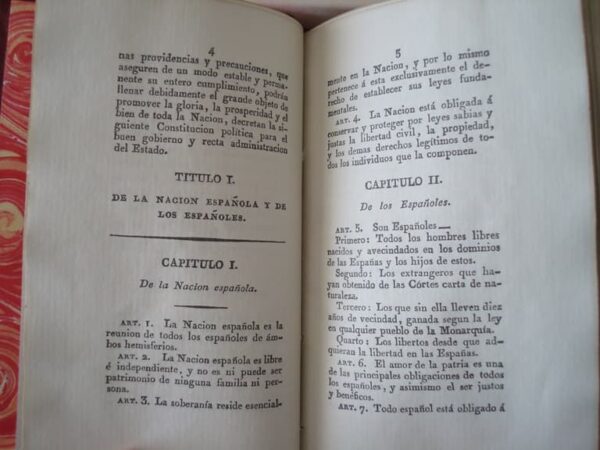 4
nas providencias y precauciones, que
aseguren de un modo estable y perma-
nente su entero cumplimiento, podrán
llenar debidamente el grande objeto de
promover la gloria, la prosperidad y el
bien de toda la Nacion, decretan la si-
guiente Constitucion política para el
buen gobierno y recta administracion
del Estado.
TITULO I.
DE LA NACION ESPAÑOLA Y DE
LOS ESPAÑOLES.
CAPITULO I.
De la Nacion española.
ART. 1. La Nacion española es la
reunion de todos los españoles de ám-
bos hemisferios.
ART. 2. La Nacion española es libre
é independiente, y no es ni puede ser
patrimonio de ninguna familia ni per-
sona.
ART. 3. La soberanía reside esencial-
5
mente en la Nacion, y por lo mismo
pertenece á esta exclusivamente el de-
recho de establecer sus leyes funda-
mentales.
ART. 4. La Nacion está obligada á
conservar y proteger por leyes sabias y
justas la libertad civil, la propiedad,
y los demas derechos legítimos de to-
dos los individuos que la componen.
CAPITULO II.
De los Españoles.
ART. 5. Son Españoles
Primero: Todos los hombres libres
nacidos y avecindados en los dominios
de las Españas y los hijos de estos.
Segundo: Los extrangeros que ha-
yan obtenido de las Córtes carta de na-
turaleza.
Tercero: Los que sin ella lleven diez
años de vecindad, ganada segun la ley
en qualquier pueblo de la Monarquía.
Quarto: Los libertos desde que ad-
quieran la libertad en las Españas.
ART. 6. El amor de la patria es una
de las principales obligaciones de todos
los españoles, y asimismo el ser justos
y benéficos.
ART. 7. Todo español está obligado á